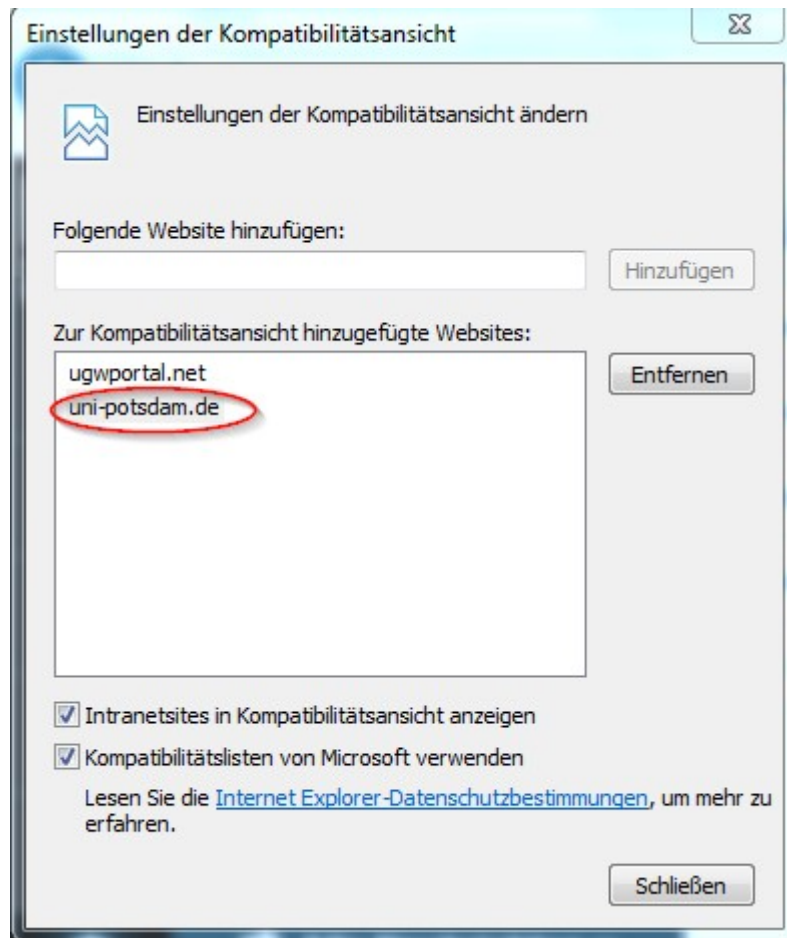 Einstellungen der Kompatibilitätsansicht
Einstellungen der Kompatibilitätsansicht ändern
Folgende Website hinzufügen:
Hinzufügen
Zur Kompatibilitätsansicht hinzugefügte Websites:
ugwportal.net
Entfernen
uni-potsdam.de
Intranetsites in Kompatibilitätsansicht anzeigen
Kompatibilitätslisten von Microsoft verwenden
Lesen Sie die Internet Explorer-Datenschutzbestimmungen, um mehr zu
erfahren.
Schließen